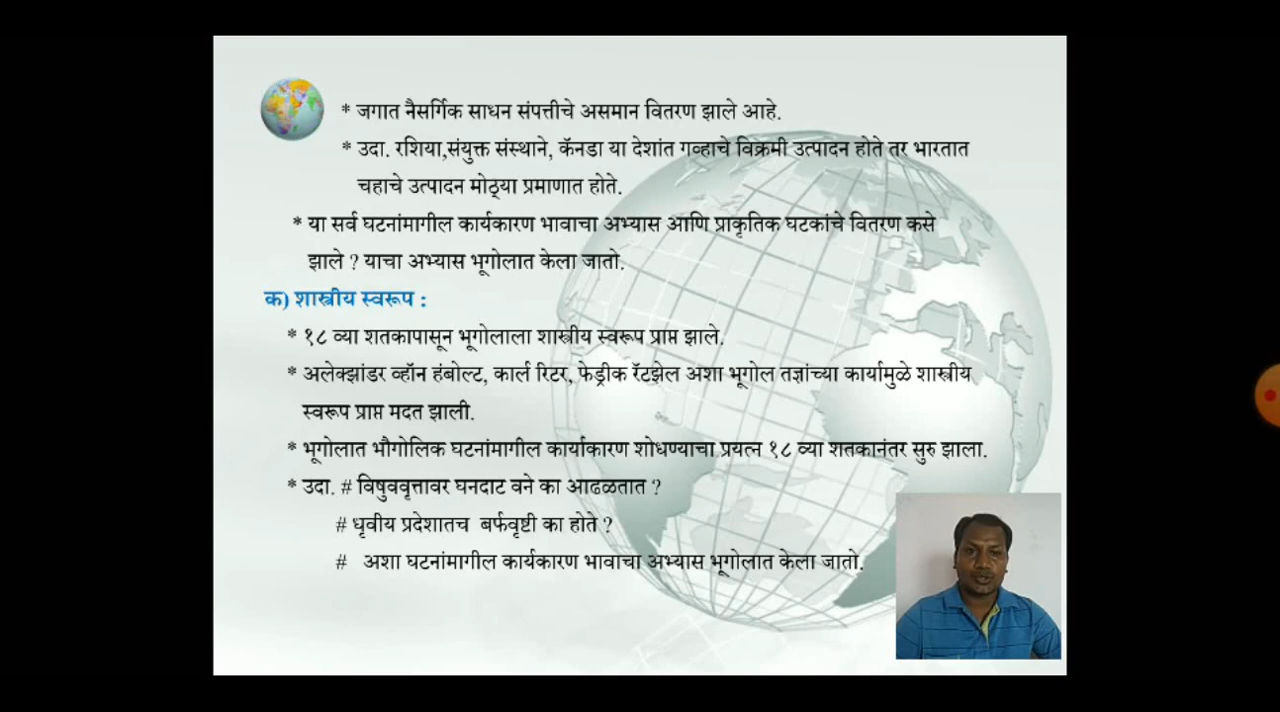 * जगात नैसर्गिक साधन संपत्तीचे असमान वितरण झाले आहे.
* उदा. रशिया,संयुक्त संस्थाने, कॅनडा या देशांत गव्हाचे विक्रमी उत्पादन होते तर भारतात
चहाचे उत्पादन मोठ्या प्रमाणात होते.
* या सर्व घटनांमागील कार्यकारण भावाचा अभ्यास आणि प्राकृतिक घटकांचे वितरण कसे
झाले ? याचा अभ्यास भूगोलात केला जातो.
क) शास्त्रीय स्वरूप :
* १८ व्या शतकापासून भूगोलाला शास्त्रीय स्वरूप प्राप्त झाले.
* अलेक्झांडर व्हॉन हंबोल्ट, कार्ल रिटर, फेड्रीक रॅटझेल अशा भूगोल तज्ञांच्या कार्यामुळे शास्त्रीय
स्वरूप प्राप्त मदत झाली.
* भूगोलात भौगोलिक घटनांमागील कार्याकारण शोधण्याचा प्रयत्न १८ व्या शतकानंतर सुरु झाला.
* उदा. # विषुववृत्तावर घनदाट वने का आढळतात ?
# धृवीय प्रदेशातच बर्फवृष्टी का होते ?
# अशा घटनांमागील कार्यकारण भावाचा अभ्यास भूगोलात केला जातो.